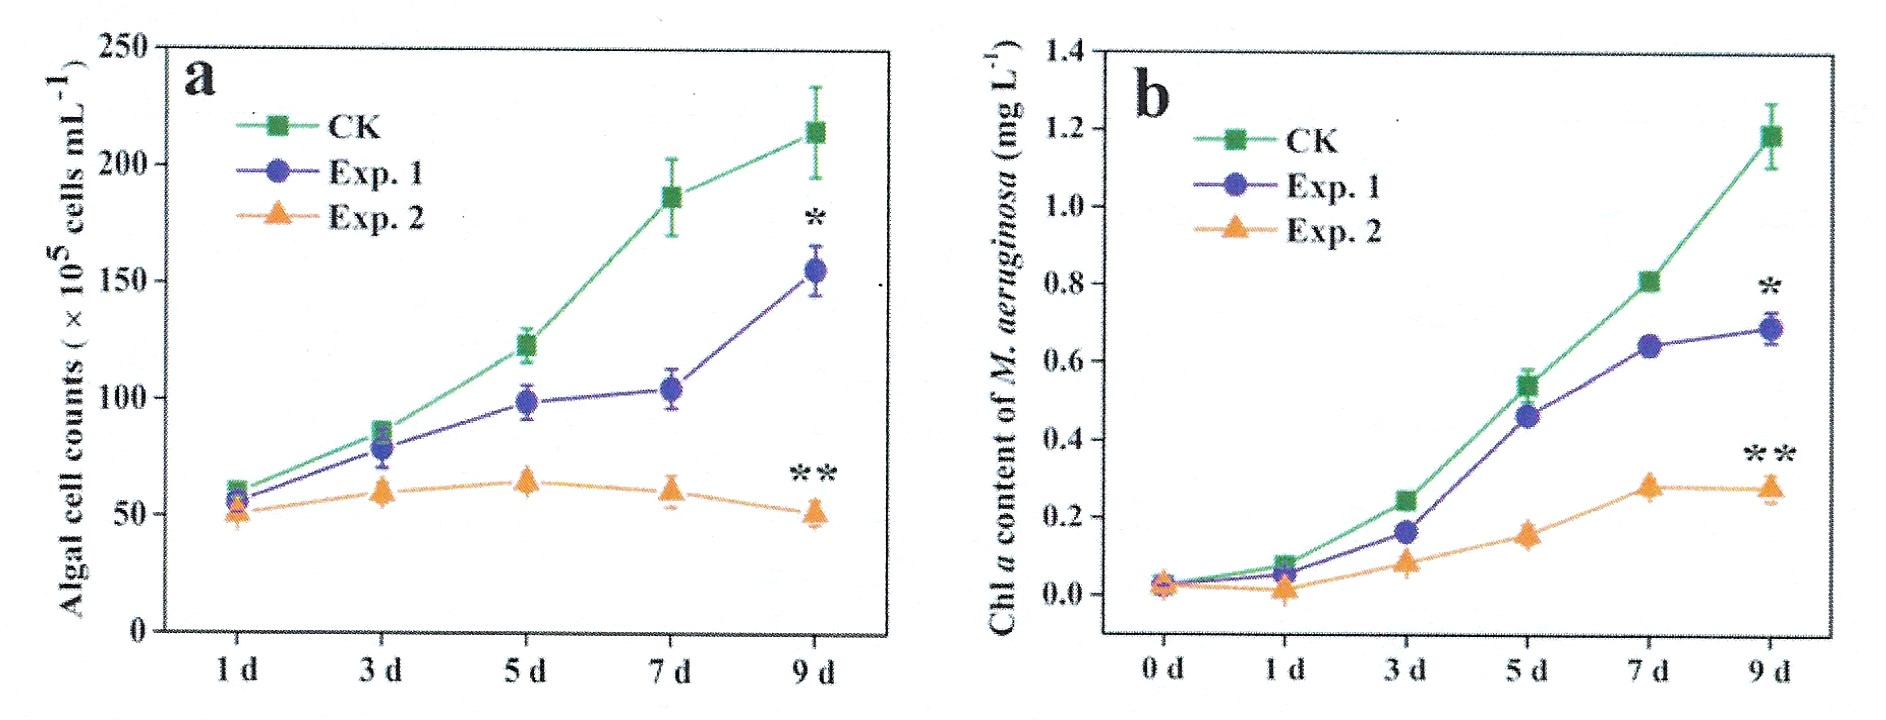 a
CK
Exp. 1
Exp. 2
*
**
250
200
150
100
50
0
1 d 3 d 5 d 7 d 9 d
Algal cell counts ( × 10⁵ cells mL⁻¹)
b
CK
Exp. 1
Exp. 2
*
**
1.4
1.2
1.0
0.8
0.6
0.4
0.2
0.0
0 d 1 d 3 d 5 d 7 d 9 d
Chl a content of M. aeruginosa (mg L⁻¹)